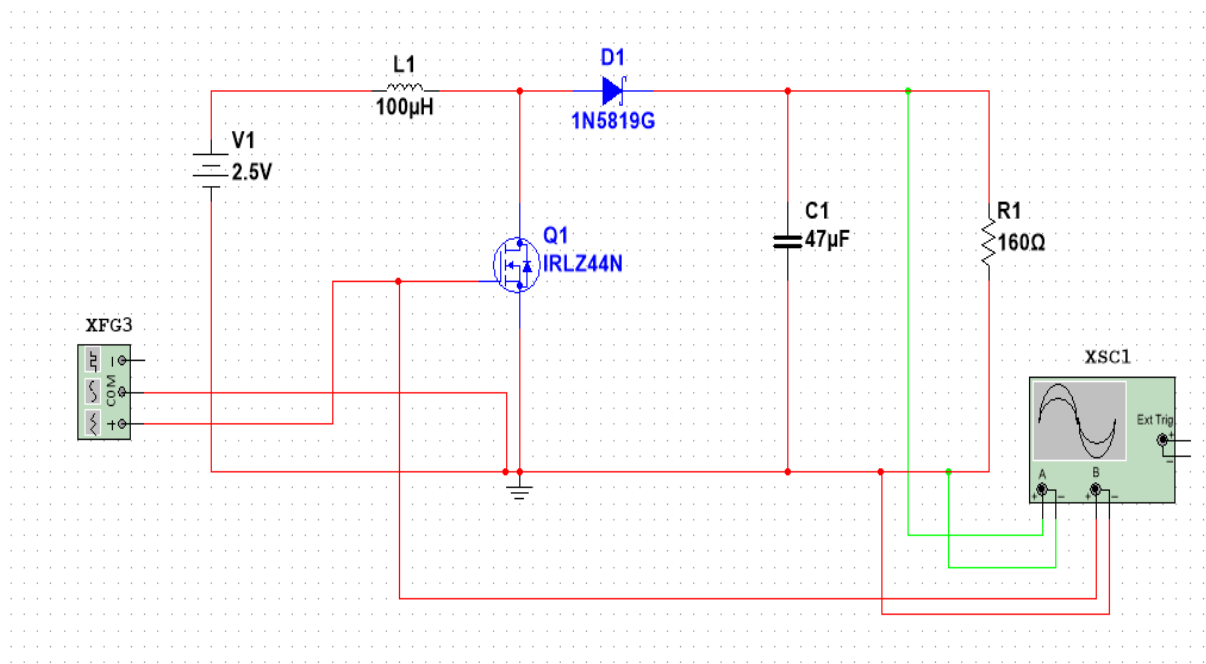 D1
L1
100µH
1N5819G
V1
2.5V
C1
47µF
R1
160Ω
Q1
IRLZ44N
XFG3
COM
XSC1
Ext Trig
+
−
A
B
+
−
+
−